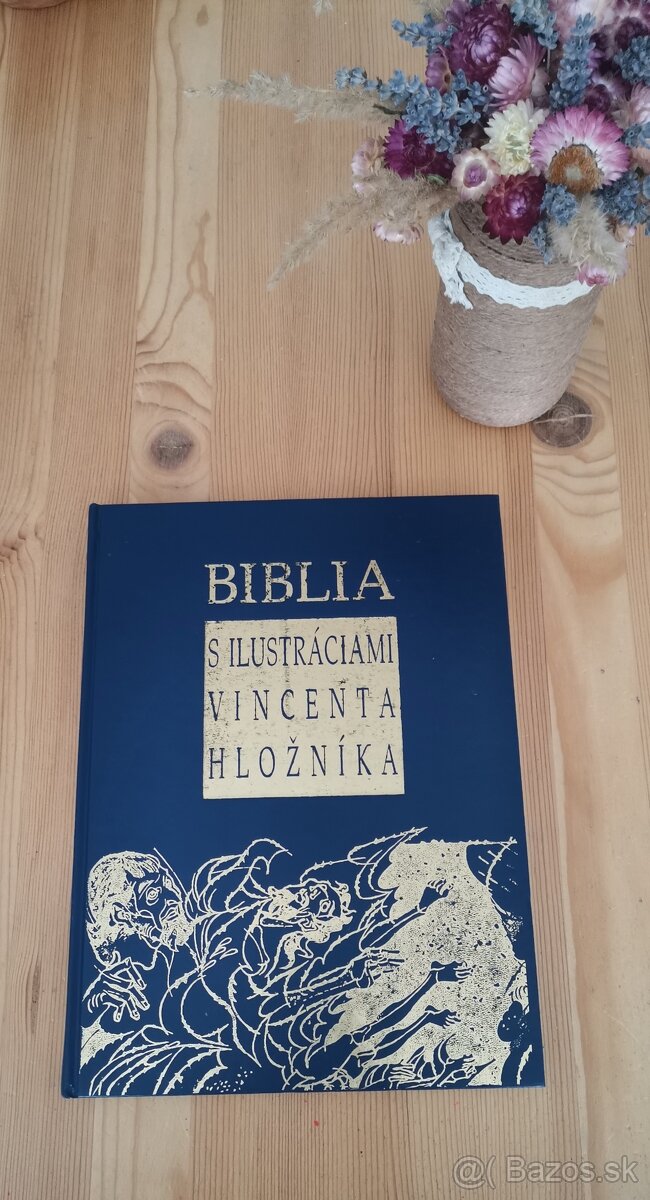 BIBLIA
S ILUSTRÁCIAMI
VINCENTA
HLOŽNÍKA
@( Bazos.sk